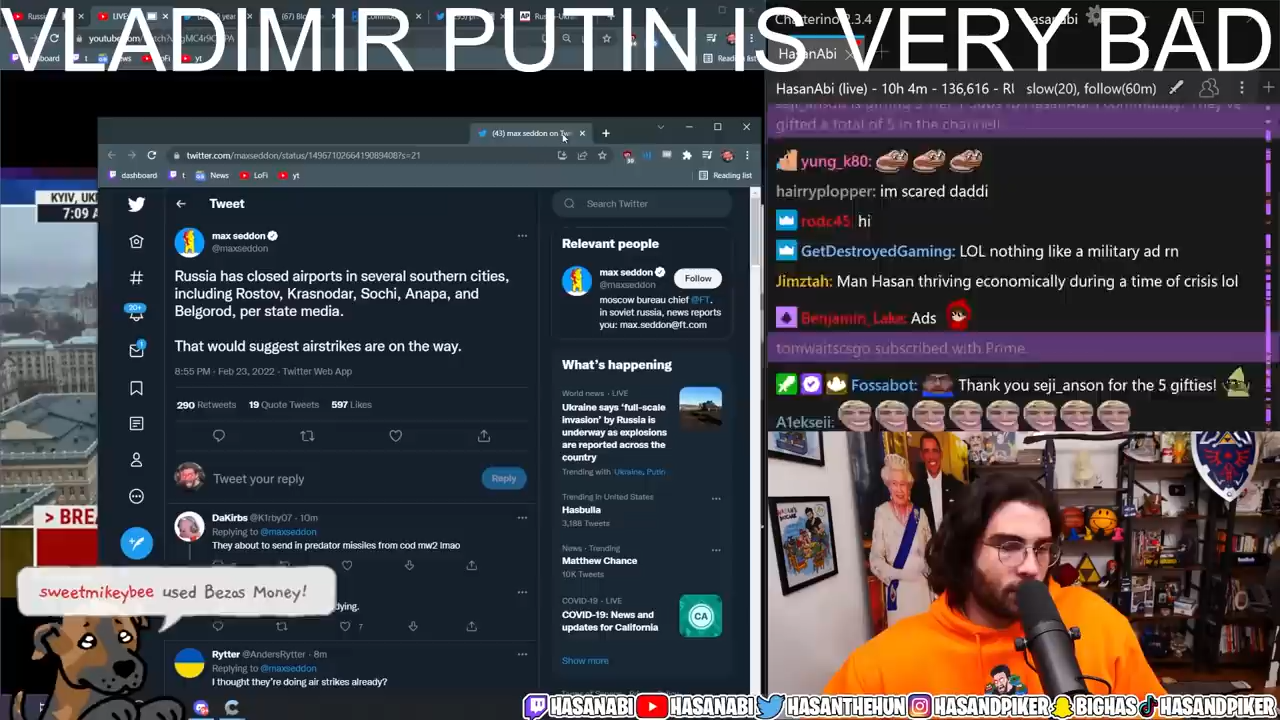 VLADIMIR PUTIN IS VERY BAD
LIVE
Chatterino 2.3.4
HasanAbi
HasanAbi (live) - 10h 4m - 136,616 - RU
slow(20), follow(60m)
gifted a total of 5 in the channel!
yung_k80:
hairryplopper: im scared daddi
rodc45 hi
GetDestroyedGaming: LOL nothing like a military ad rn
Jimztah: Man Hasan thriving economically during a time of crisis lol
Benjamin_Lake: Ads
tomwaitscsgo subscribed with Prime.
Fossabot: Thank you seji_anson for the 5 gifties!
A1ekseii:
youtube.com
Reading list
(43) max seddon on Twe
twitter.com/maxseddon/status/1496710266419089408?s=21
dashboard
t
News
LoFi
yt
Reading list
KYIV, UK
7:09 A
> BREA
Tweet
max seddon
@maxseddon
Russia has closed airports in several southern cities,
including Rostov, Krasnodar, Sochi, Anapa, and
Belgorod, per state media.
That would suggest airstrikes are on the way.
8:55 PM · Feb 23, 2022 · Twitter Web App
290 Retweets 19 Quote Tweets 597 Likes
Tweet your reply
Reply
DaKirbs @K1rby07 · 10m
Replying to @maxseddon
They about to send in predator missiles from cod mw2 lmao
dying.
7
Rytter @AndersRytter · 8m
Replying to @maxseddon
I thought they're doing air strikes already?
20+
1
Search Twitter
Relevant people
max seddon
@maxseddon
Follow
moscow bureau chief @FT.
in soviet russia, news reports
you: max.seddon@ft.com
What's happening
World news · LIVE
Ukraine says 'full-scale
invasion' by Russia is
underway as explosions
are reported across the
country
Trending with Ukraine, Putin
Trending in United States
Hasbulla
3,188 Tweets
News · Trending
Matthew Chance
10K Tweets
COVID-19 · LIVE
COVID-19: News and
updates for California
CA
Show more
sweetmikeybee used Bezos Money!
HASANABI HASANABI HASANTHEHUN HASANDPIKER BIGHAS HASANDPIKER